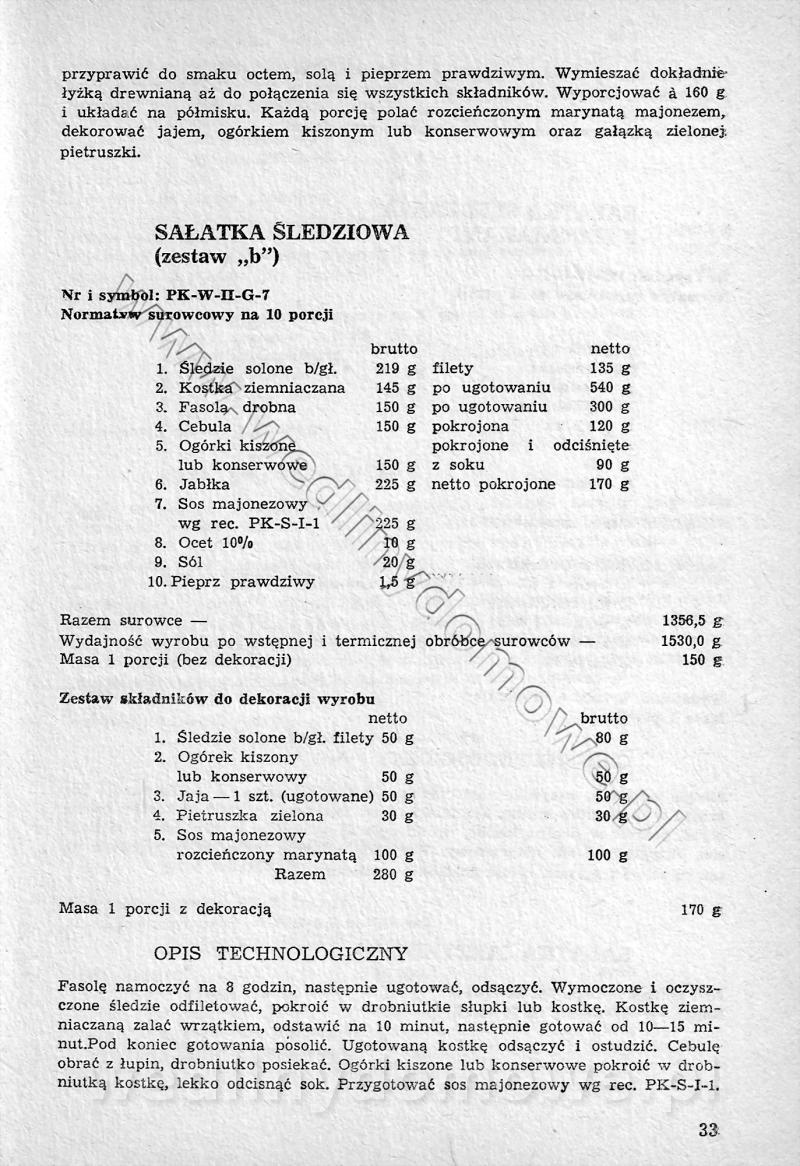 przyprawić do smaku octem, solą i pieprzem prawdziwym. Wymieszać dokładnie
łyżką drewnianą aż do połączenia się wszystkich składników. Wyporcjować à 160 g
i układać na półmisku. Każdą porcję polać rozcieńczonym marynatą majonezem,
dekorować jajem, ogórkiem kiszonym lub konserwowym oraz gałązką zielonej
pietruszki.
SAŁATKA ŚLEDZIOWA
(zestaw „b”)
Nr i symbol: PK-W-II-G-7
Normatyw surowcowy na 10 porcji
brutto netto
1. Śledzie solone b/gł. 219 g filety 135 g
2. Kostka ziemniaczana 145 g po ugotowaniu 540 g
3. Fasola drobna 150 g po ugotowaniu 300 g
4. Cebula 150 g pokrojona 120 g
5. Ogórki kiszone pokrojone i odciśnięte
lub konserwowe 150 g z soku 90 g
6. Jabłka 225 g netto pokrojone 170 g
7. Sos majonezowy
wg rec. PK-S-I-1 225 g
8. Ocet 10% 10 g
9. Sól 20 g
10. Pieprz prawdziwy 1,5 g
Razem surowce — 1356,5 g
Wydajność wyrobu po wstępnej i termicznej obróbce surowców — 1530,0 g
Masa 1 porcji (bez dekoracji) 150 g
Zestaw składników do dekoracji wyrobu
netto brutto
1. Śledzie solone b/gł. filety 50 g 80 g
2. Ogórek kiszony
lub konserwowy 50 g 50 g
3. Jaja — 1 szt. (ugotowane) 50 g 50 g
4. Pietruszka zielona 30 g 30 g
5. Sos majonezowy
rozcieńczony marynatą 100 g 100 g
Razem 280 g
Masa 1 porcji z dekoracją 170 g
OPIS TECHNOLOGICZNY
Fasolę namoczyć na 8 godzin, następnie ugotować, odsączyć. Wymoczone i oczysz-
czone śledzie odfiletować, pokroić w drobniutkie słupki lub kostkę. Kostkę ziem-
niaczaną zalać wrzątkiem, odstawić na 10 minut, następnie gotować od 10—15 mi-
nut.Pod koniec gotowania posolić. Ugotowaną kostkę odsączyć i ostudzić. Cebulę
obrać z łupin, drobniutko posiekać. Ogórki kiszone lub konserwowe pokroić w drob-
niutką kostkę, lekko odcisnąć sok. Przygotować sos majonezowy wg rec. PK-S-I-1.
33
www.wedlinydomowe.pl